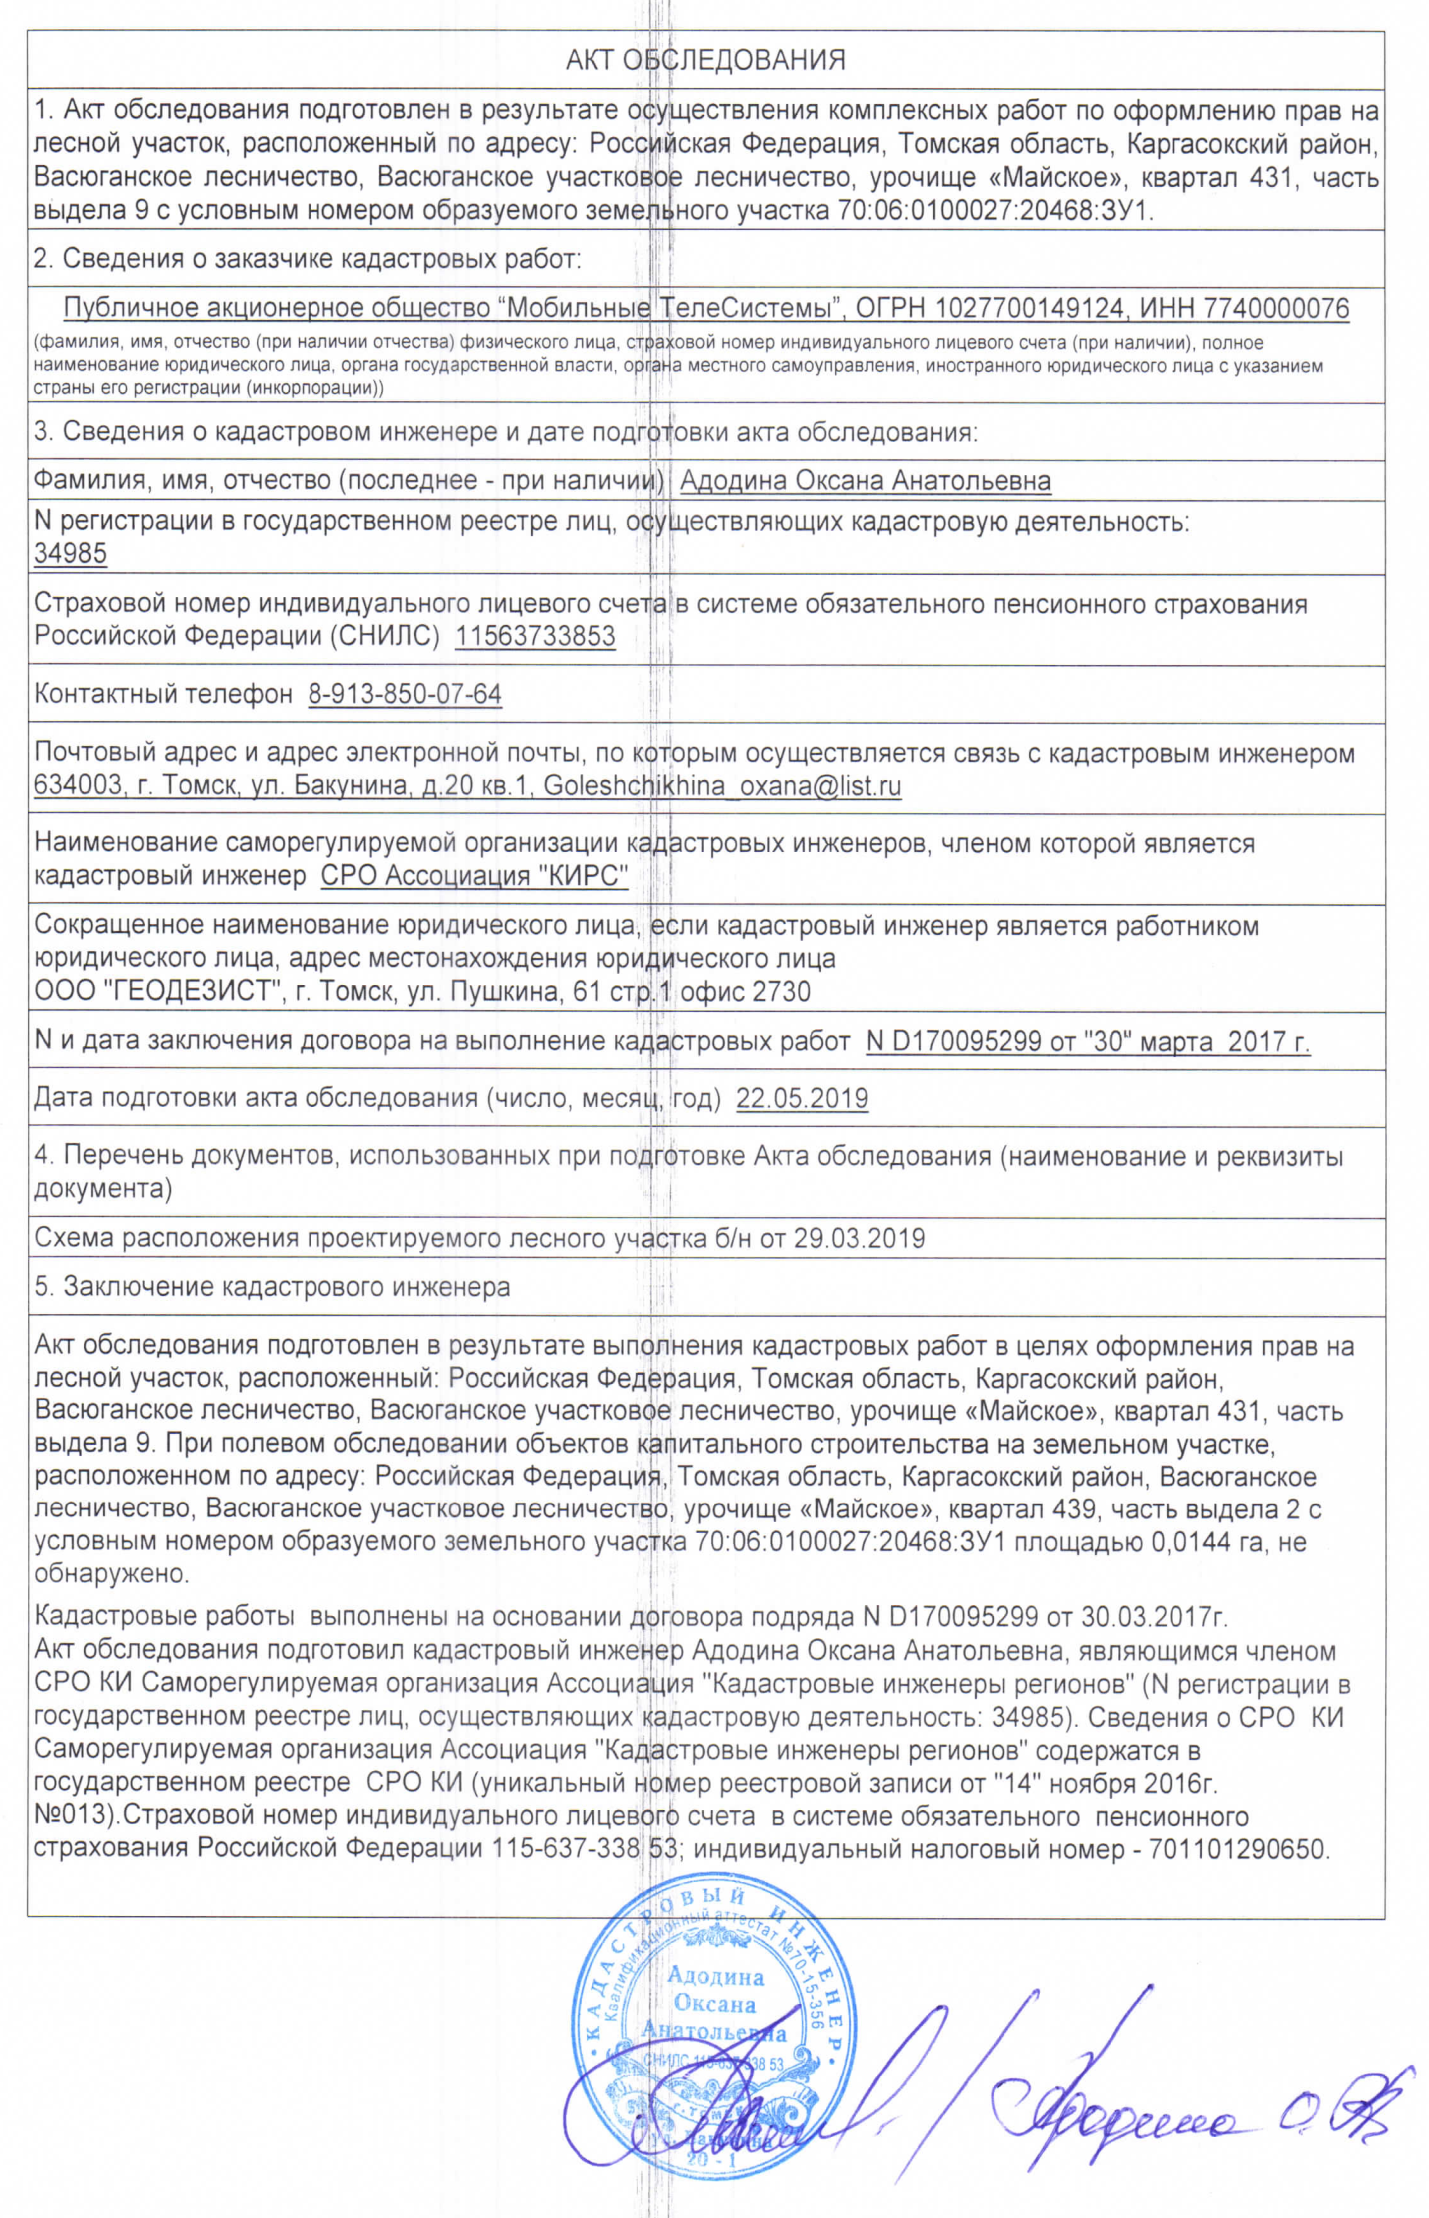 АКТ ОБСЛЕДОВАНИЯ
1. Акт обследования подготовлен в результате осуществления комплексных работ по оформлению прав на
лесной участок, расположенный по адресу: Российская Федерация, Томская область, Каргасокский район,
Васюганское лесничество, Васюганское участковое лесничество, урочище «Майское», квартал 431, часть
выдела 9 с условным номером образуемого земельного участка 70:06:0100027:20468:ЗУ1.
2. Сведения о заказчике кадастровых работ:
Публичное акционерное общество “Мобильные ТелеСистемы”, ОГРН 1027700149124, ИНН 7740000076
(фамилия, имя, отчество (при наличии отчества) физического лица, страховой номер индивидуального лицевого счета (при наличии), полное
наименование юридического лица, органа государственной власти, органа местного самоуправления, иностранного юридического лица с указанием
страны его регистрации (инкорпорации))
3. Сведения о кадастровом инженере и дате подготовки акта обследования:
Фамилия, имя, отчество (последнее - при наличии) Ададина Оксана Анатольевна
N регистрации в государственном реестре лиц, осуществляющих кадастровую деятельность:
34985
Страховой номер индивидуального лицевого счета в системе обязательного пенсионного страхования
Российской Федерации (СНИЛС) 11563733853
Контактный телефон 8-913-850-07-64
Почтовый адрес и адрес электронной почты, по которым осуществляется связь с кадастровым инженером
634003, г. Томск, ул. Бакунина, д.20 кв.1, Goleshchikhina_oxana@list.ru
Наименование саморегулируемой организации кадастровых инженеров, членом которой является
кадастровый инженер СРО Ассоциация "КИРС"
Сокращенное наименование юридического лица, если кадастровый инженер является работником
юридического лица, адрес местонахождения юридического лица
ООО "ГЕОДЕЗИСТ", г. Томск, ул. Пушкина, 61 стр.1 офис 2730
N и дата заключения договора на выполнение кадастровых работ N D170095299 от "30" марта 2017 г.
Дата подготовки акта обследования (число, месяц, год) 22.05.2019
4. Перечень документов, использованных при подготовке Акта обследования (наименование и реквизиты
документа)
Схема расположения проектируемого лесного участка б/н от 29.03.2019
5. Заключение кадастрового инженера
Акт обследования подготовлен в результате выполнения кадастровых работ в целях оформления прав на
лесной участок, расположенный: Российская Федерация, Томская область, Каргасокский район,
Васюганское лесничество, Васюганское участковое лесничество, урочище «Майское», квартал 431, часть
выдела 9. При полевом обследовании объектов капитального строительства на земельном участке,
расположенном по адресу: Российская Федерация, Томская область, Каргасокский район, Васюганское
лесничество, Васюганское участковое лесничество, урочище «Майское», квартал 439, часть выдела 2 с
условным номером образуемого земельного участка 70:06:0100027:20468:ЗУ1 площадью 0,0144 га, не
обнаружено.
Кадастровые работы выполнены на основании договора подряда N D170095299 от 30.03.2017г.
Акт обследования подготовил кадастровый инженер Адодина Оксана Анатольевна, являющимся членом
СРО КИ Саморегулируемая организация Ассоциация "Кадастровые инженеры регионов" (N регистрации в
государственном реестре лиц, осуществляющих кадастровую деятельность: 34985). Сведения о СРО КИ
Саморегулируемая организация Ассоциация "Кадастровые инженеры регионов" содержатся в
государственном реестре СРО КИ (уникальный номер реестровой записи от "14" ноября 2016г.
№013).Страховой номер индивидуального лицевого счета в системе обязательного пенсионного
страхования Российской Федерации 115-637-338 53; индивидуальный налоговый номер - 701101290650.
• КАДАСТРОВЫЙ ИНЖЕНЕР •
Квалификационный аттестат №70-15-356
Адодина
Оксана
Анатольевна
СНИЛС 115-637-338 53
г. Томск
ул. Бакунина
20 - 1
Адодина О.А.